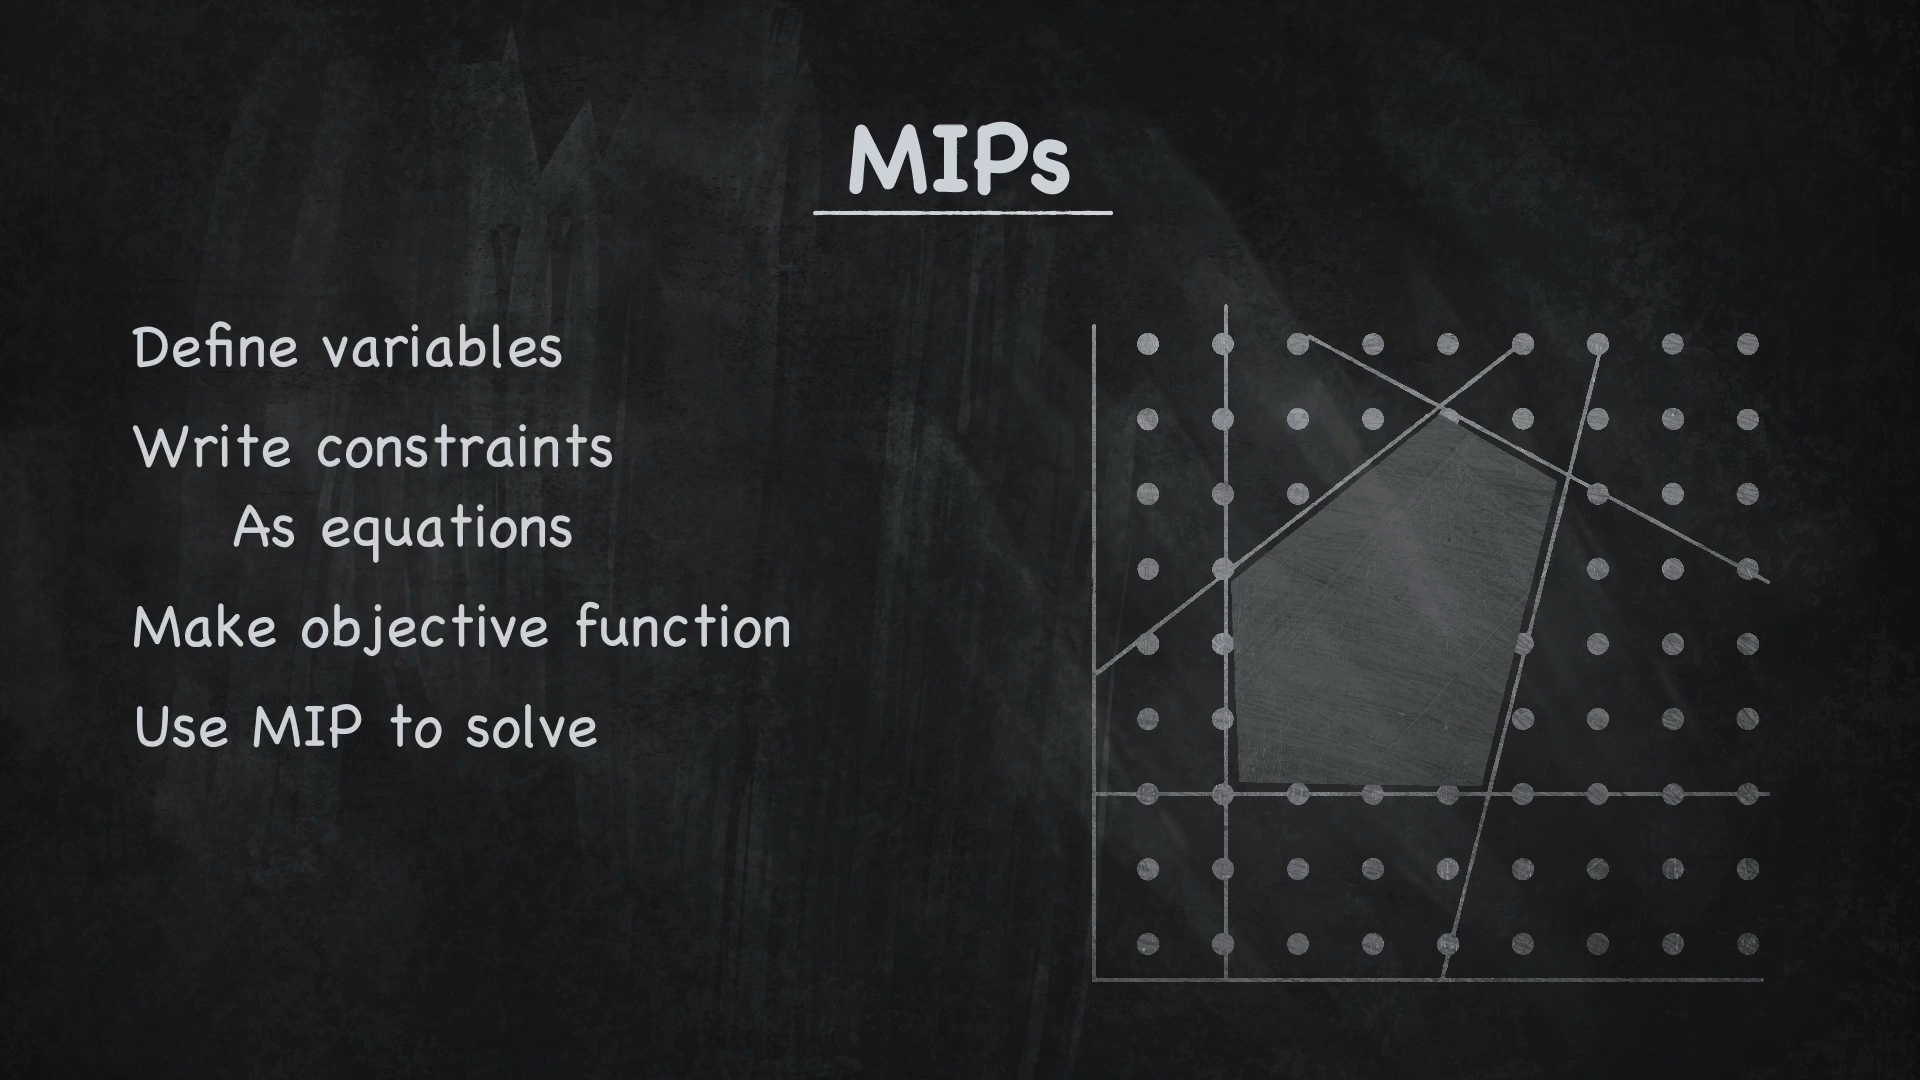 MIPs
Define variables
Write constraints
As equations
Make objective function
Use MIP to solve